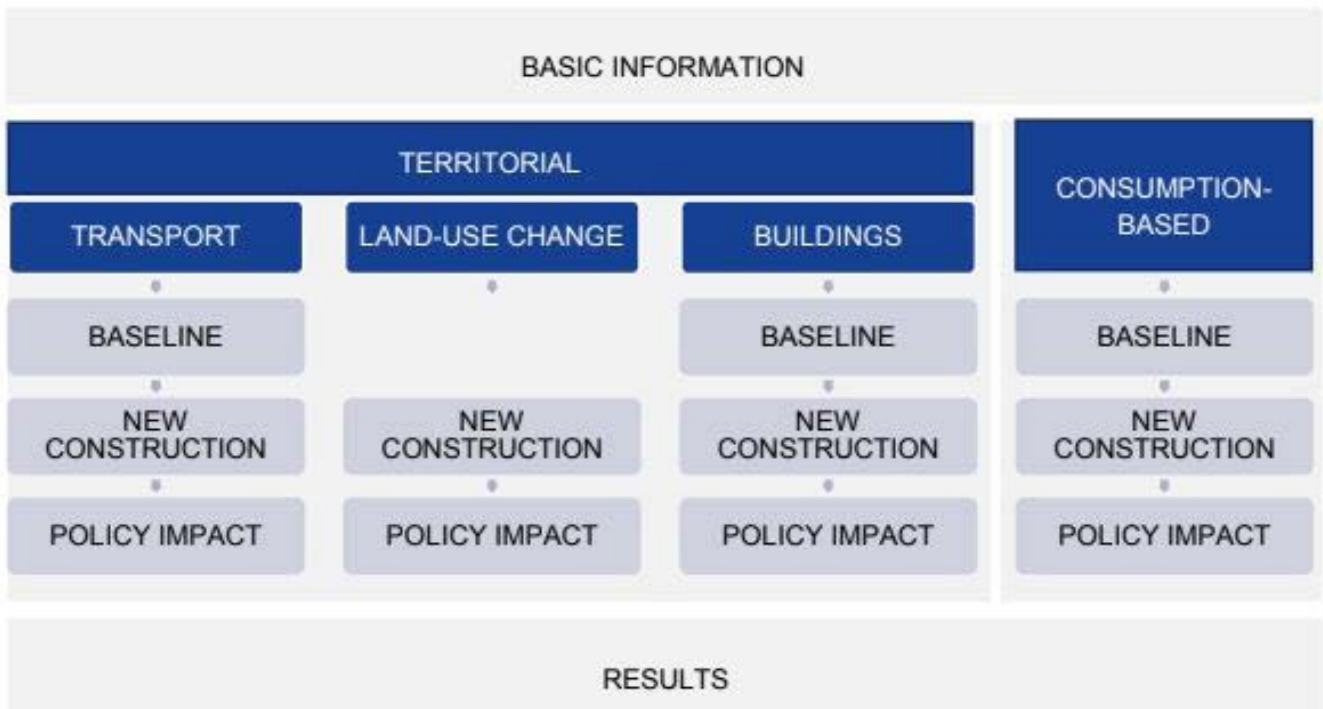 BASIC INFORMATION
TERRITORIAL
CONSUMPTION-
BASED
TRANSPORT
LAND-USE CHANGE
BUILDINGS
BASELINE
BASELINE
BASELINE
NEW
CONSTRUCTION
NEW
CONSTRUCTION
NEW
CONSTRUCTION
NEW
CONSTRUCTION
POLICY IMPACT
POLICY IMPACT
POLICY IMPACT
POLICY IMPACT
RESULTS